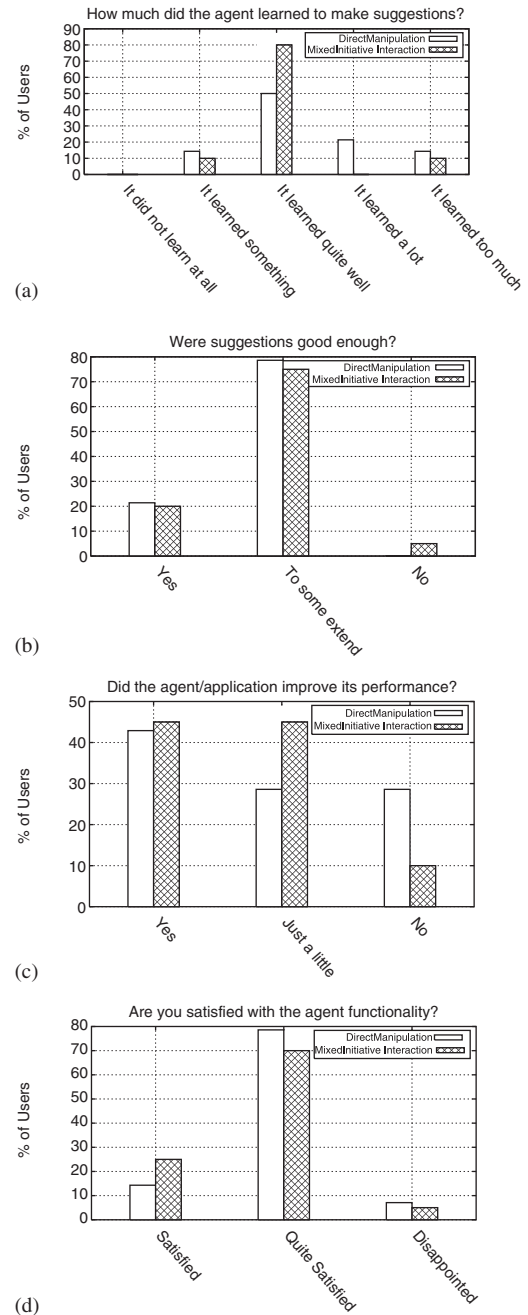 How much did the agent learned to make suggestions?
DirectManipulation
MixedInitiative Interaction
% of Users
90
80
70
60
50
40
30
20
10
0
It did not learn at all
It learned something
It learned quite well
It learned a lot
It learned too much
(a)
Were suggestions good enough?
DirectManipulation
MixedInitiative Interaction
% of Users
80
70
60
50
40
30
20
10
0
Yes
To some extend
No
(b)
Did the agent/application improve its performance?
DirectManipulation
MixedInitiative Interaction
% of Users
50
40
30
20
10
0
Yes
Just a little
No
(c)
Are you satisfied with the agent functionality?
DirectManipulation
MixedInitiative Interaction
% of Users
80
70
60
50
40
30
20
10
0
Satisfied
Quite Satisfied
Disappointed
(d)